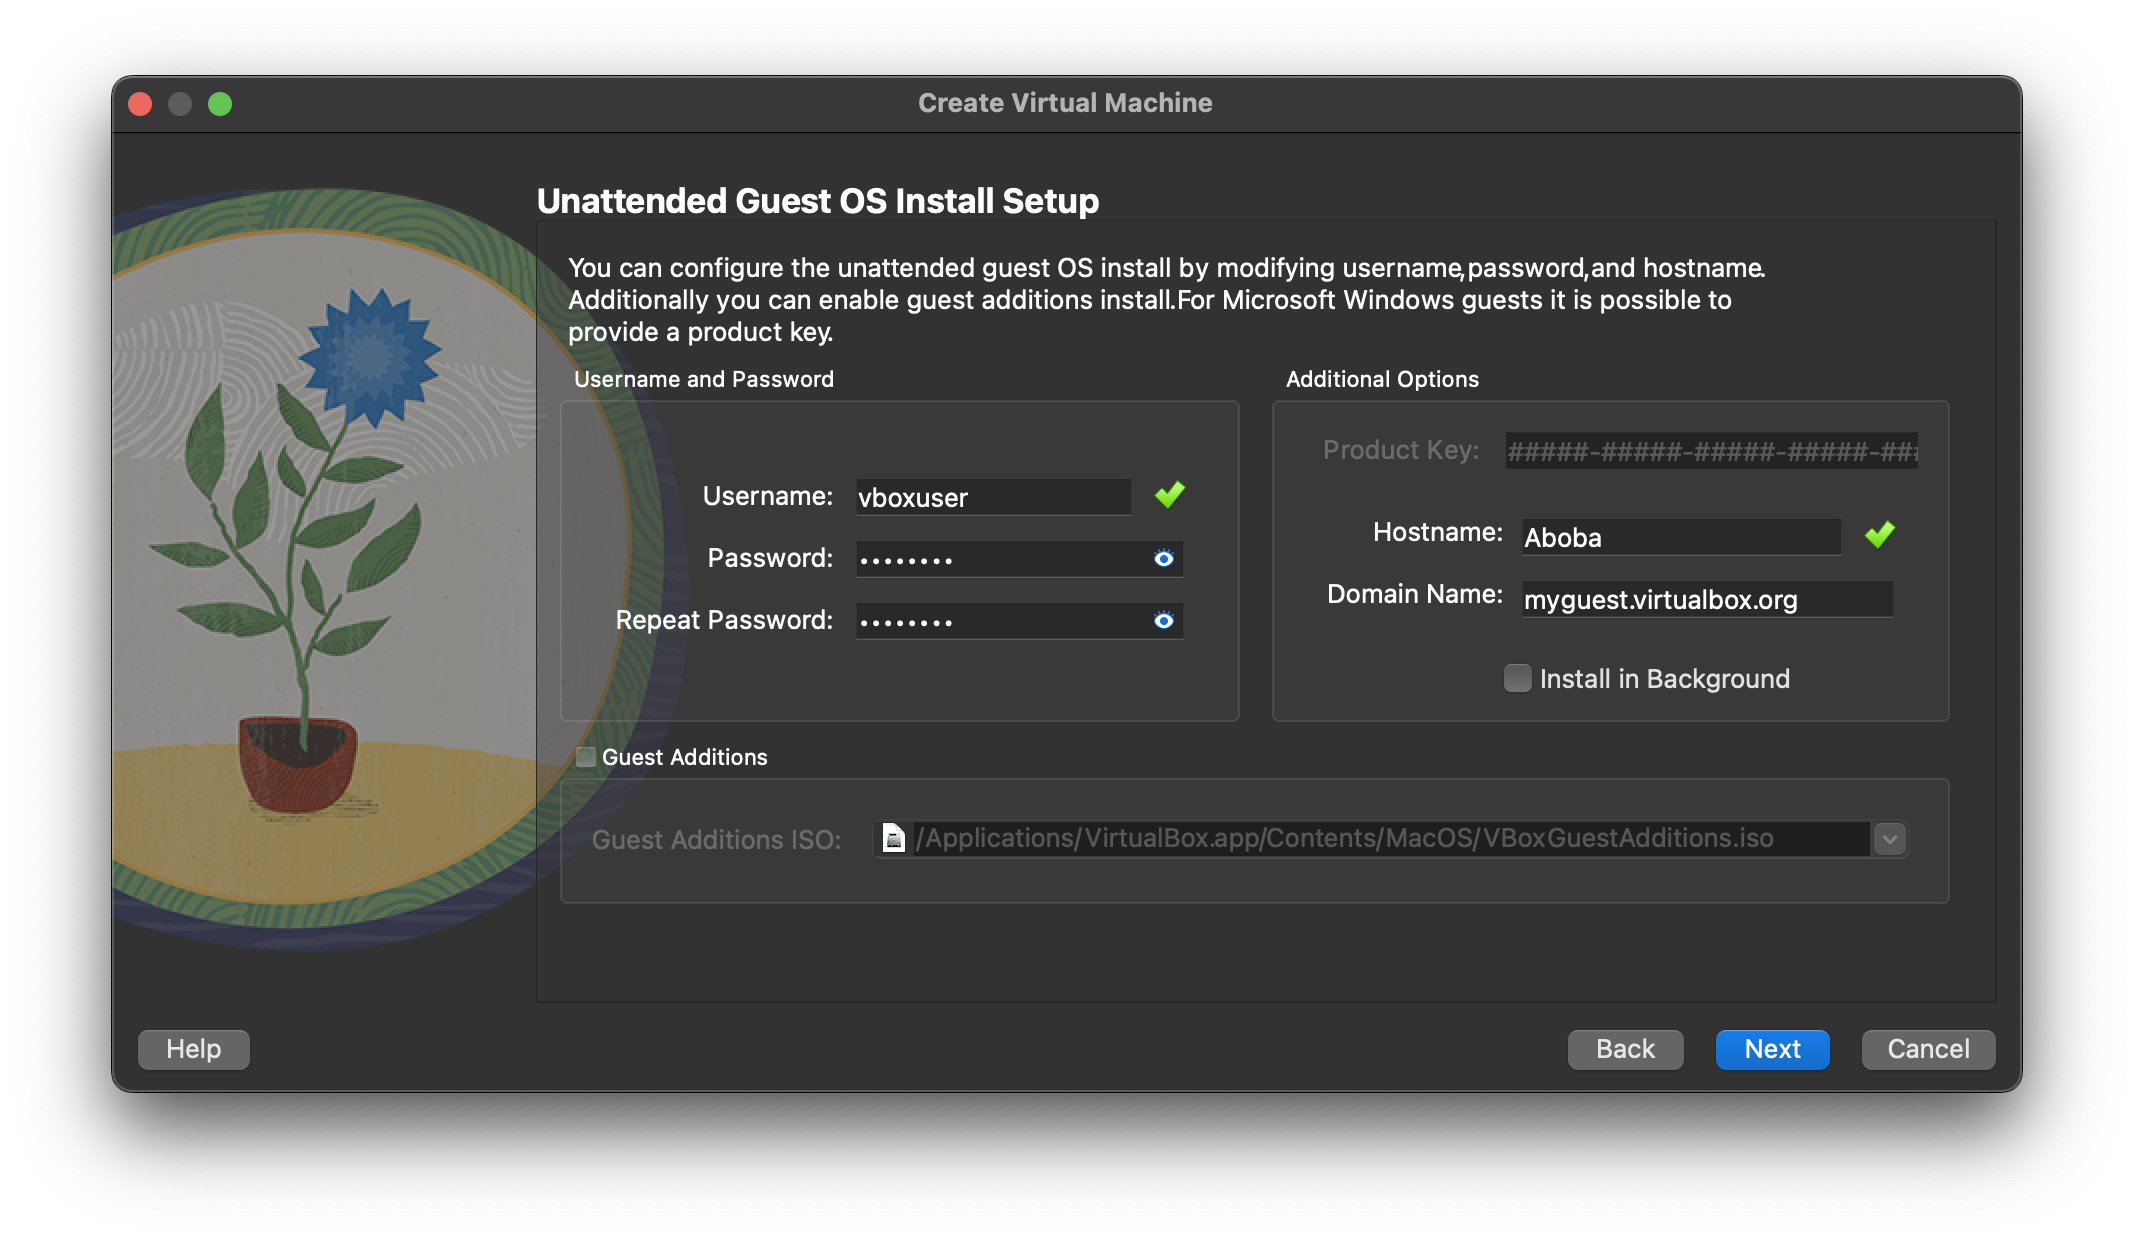 Create Virtual Machine
Unattended Guest OS Install Setup
You can configure the unattended guest OS install by modifying username,password,and hostname.
Additionally you can enable guest additions install.For Microsoft Windows guests it is possible to
provide a product key.
Username and Password
Username: vboxuser
Password: ••••••••
Repeat Password: ••••••••
Additional Options
Product Key: #####-#####-#####-#####-###
Hostname: Aboba
Domain Name: myguest.virtualbox.org
Install in Background
Guest Additions
Guest Additions ISO: /Applications/VirtualBox.app/Contents/MacOS/VBoxGuestAdditions.iso
Help
Back
Next
Cancel